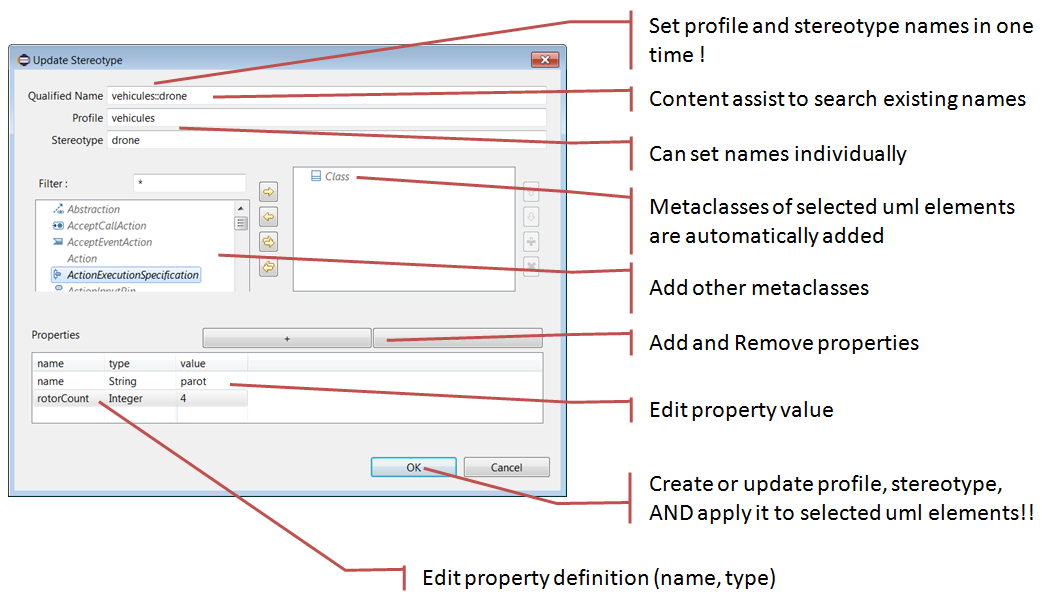 Set profile and stereotype names in one
time !
Update Stereotype
Qualified Name vehicules::drone
Content assist to search existing names
Profile vehicules
Stereotype drone
Can set names individually
Filter : *
Class
Abstraction
AcceptCallAction
AcceptEventAction
Action
ActionExecutionSpecification
ActionInputPin
Metaclasses of selected uml elements
are automatically added
Add other metaclasses
Properties
+
Add and Remove properties
name type value
name String parot
rotorCount Integer 4
Edit property value
OK Cancel
Create or update profile, stereotype,
AND apply it to selected uml elements!!
Edit property definition (name, type)